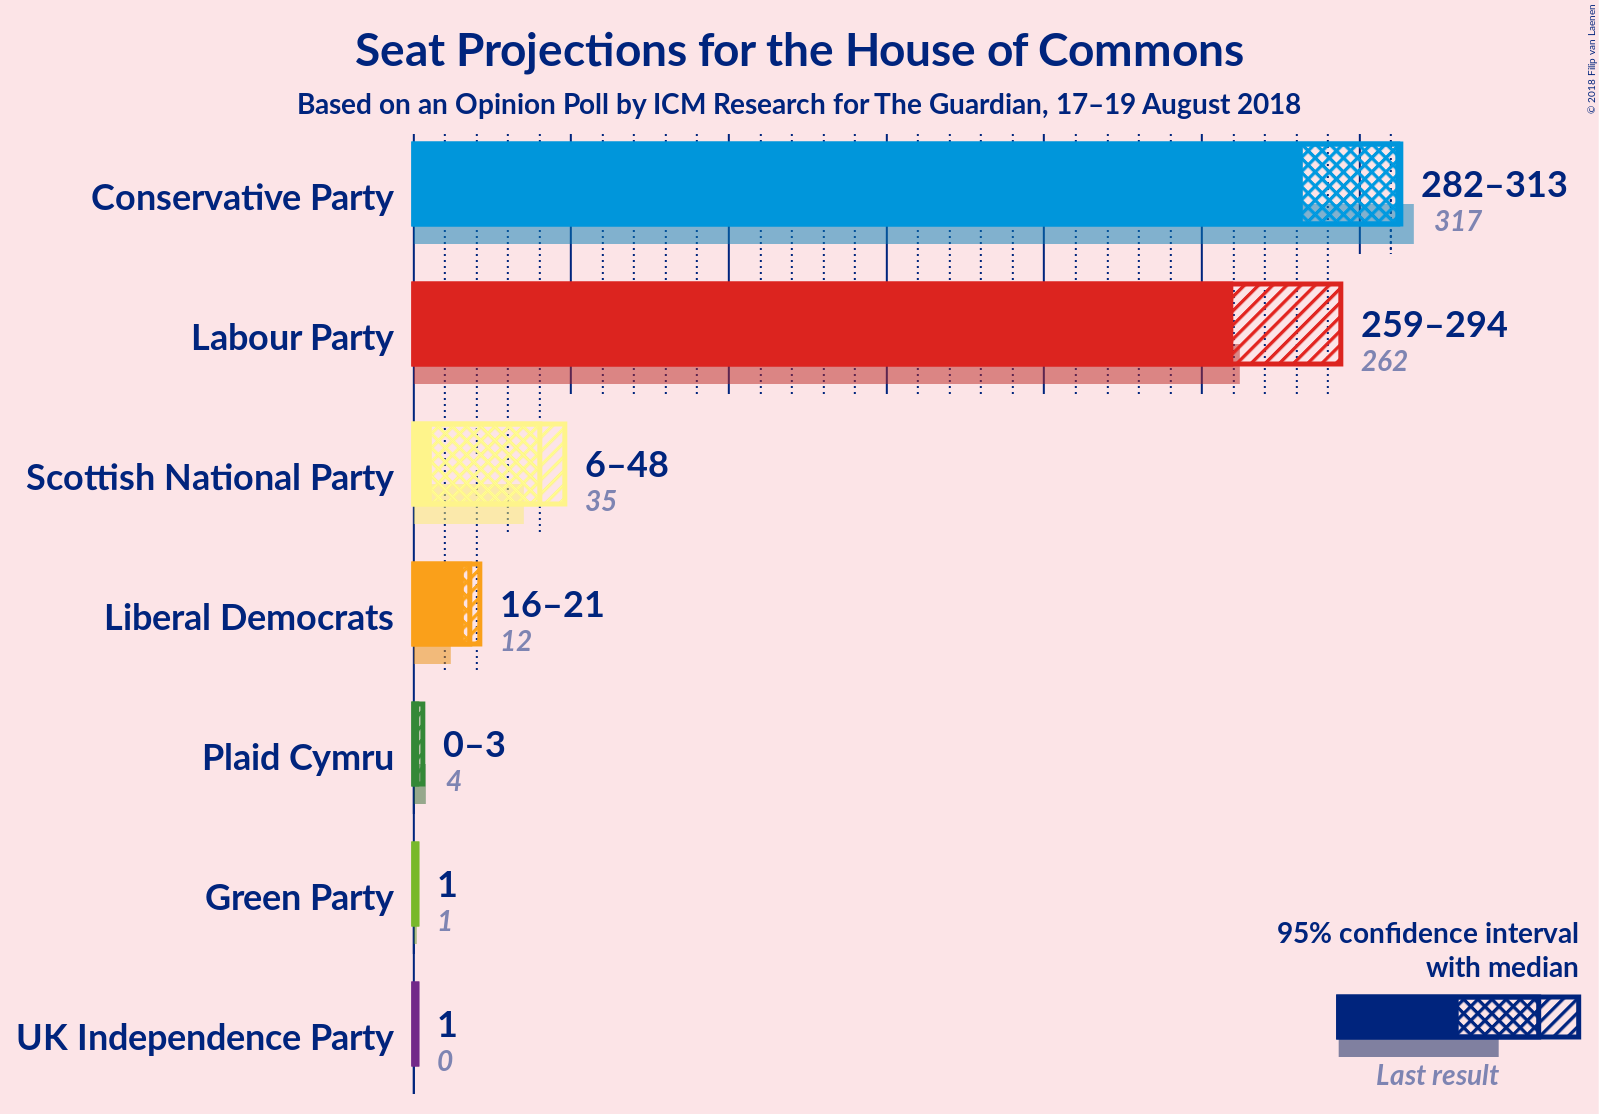 Seat Projections for the House of Commons
Based on an Opinion Poll by ICM Research for The Guardian, 17–19 August 2018
© 2018 Filip van Laenen
Conservative Party
282–313
317
Labour Party
259–294
262
Scottish National Party
6–48
35
Liberal Democrats
16–21
12
Plaid Cymru
0–3
4
Green Party
1
1
UK Independence Party
1
0
95% confidence interval
with median
Last result